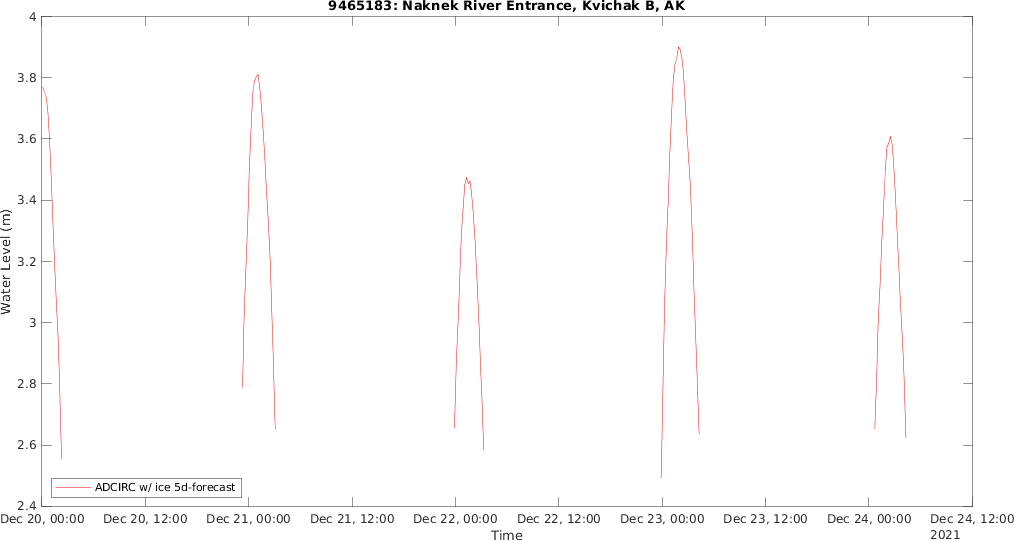 9465183: Naknek River Entrance, Kvichak B, AK
4
3.8
3.6
3.4
3.2
3
2.8
2.6
2.4
Water Level (m)
ADCIRC w/ ice 5d-forecast
Dec 20, 00:00 Dec 20, 12:00 Dec 21, 00:00 Dec 21, 12:00 Dec 22, 00:00 Dec 22, 12:00 Dec 23, 00:00 Dec 23, 12:00 Dec 24, 00:00 Dec 24, 12:00
2021
Time